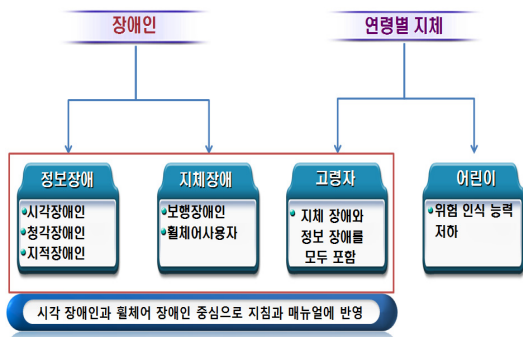 장애인
연령별 지체
정보장애
지체장애
고령자
어린이
시각장애인
청각장애인
지적장애인
보행장애인
휠체어사용자
지체 장애와
정보 장애를
모두 포함
위험 인식 능력
저하
시각 장애인과 휠체어 장애인 중심으로 지침과 매뉴얼에 반영